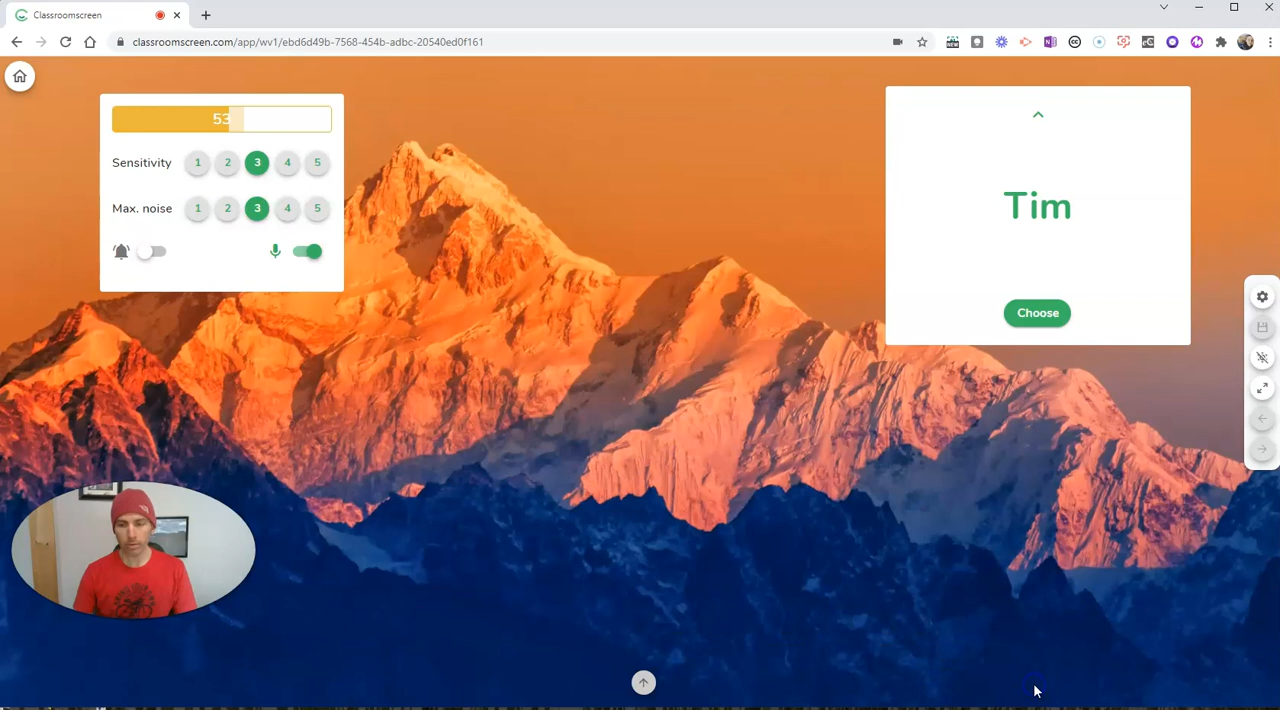 Classroomscreen
classroomscreen.com/app/wv1/ebd6d49b-7568-454b-adbc-20540ed0f161
53
Sensitivity 1 2 3 4 5
Max. noise 1 2 3 4 5
Tim
Choose